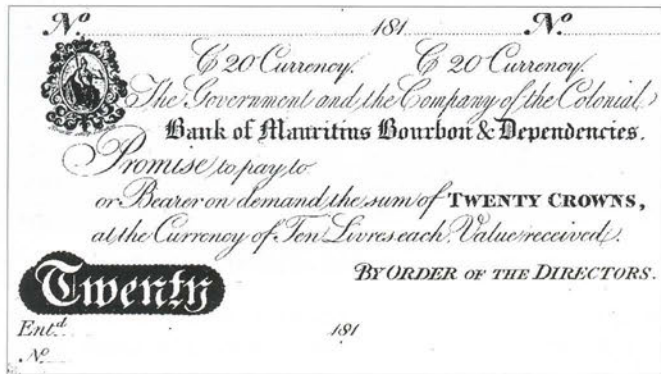 No. 181 No.
₢ 20 Currency. ₢ 20 Currency.
The Government and the Company of the Colonial
Bank of Mauritius Bourbon & Dependencies.
Promise to pay to
or Bearer on demand the sum of TWENTY CROWNS,
at the Currency of Ten Livres each Value received.
BY ORDER OF THE DIRECTORS.
Twenty
Entd. 181
No.